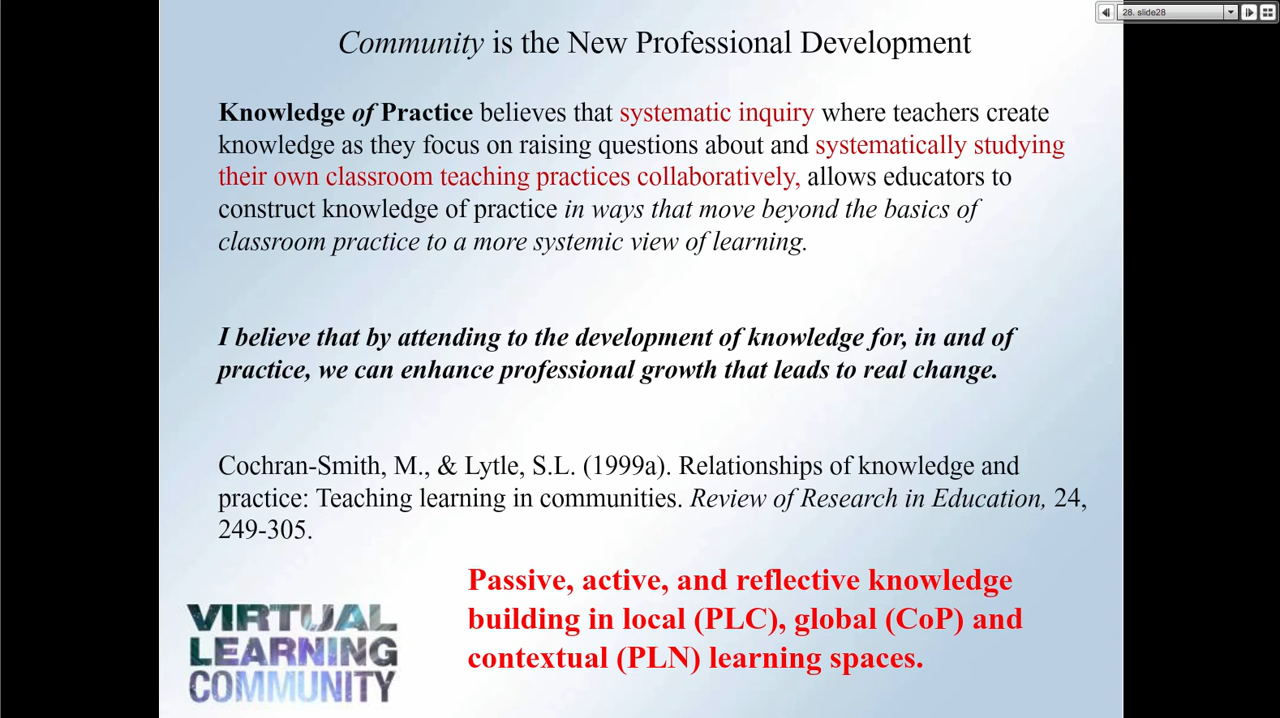 28. slide28
Community is the New Professional Development
Knowledge of Practice believes that systematic inquiry where teachers create
knowledge as they focus on raising questions about and systematically studying
their own classroom teaching practices collaboratively, allows educators to
construct knowledge of practice in ways that move beyond the basics of
classroom practice to a more systemic view of learning.
I believe that by attending to the development of knowledge for, in and of
practice, we can enhance professional growth that leads to real change.
Cochran-Smith, M., & Lytle, S.L. (1999a). Relationships of knowledge and
practice: Teaching learning in communities. Review of Research in Education, 24,
249-305.
Passive, active, and reflective knowledge
building in local (PLC), global (CoP) and
contextual (PLN) learning spaces.
VIRTUAL
LEARNING
COMMUNITY